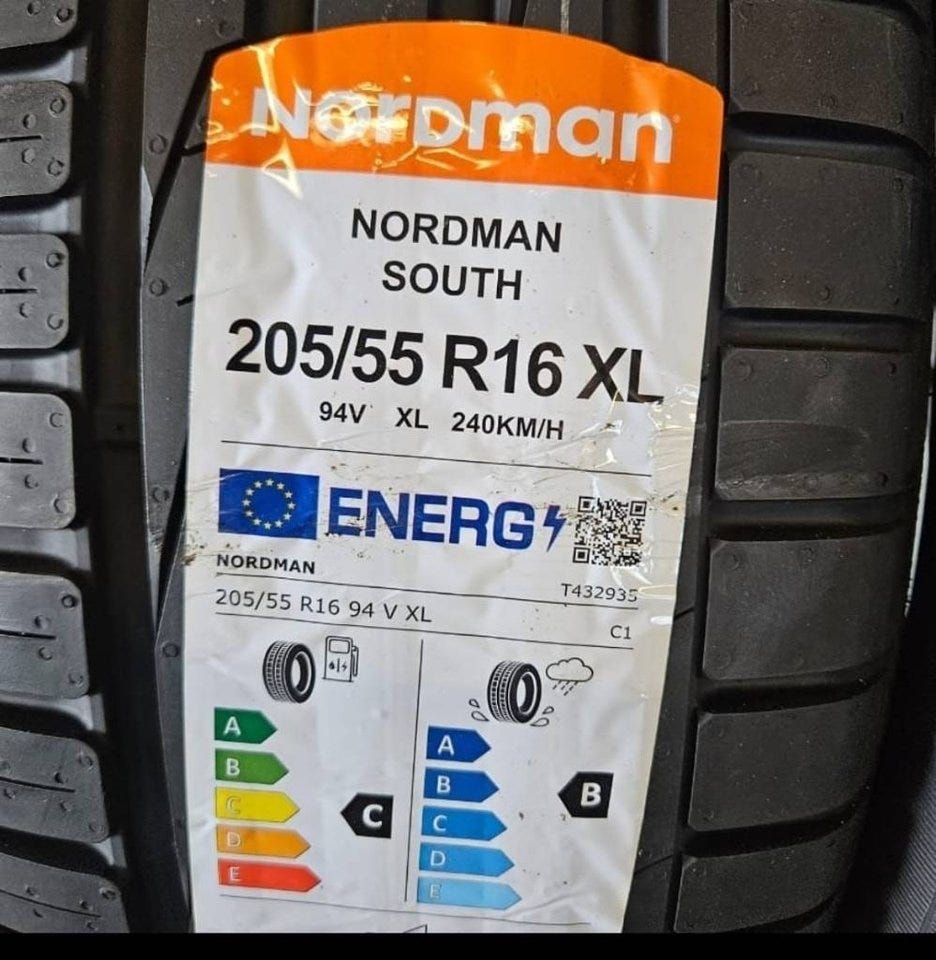 Nordman
NORDMAN
SOUTH
205/55 R16 XL
94V XL 240KM/H
ENERG
NORDMAN T432935
205/55 R16 94 V XL C1
A
B
C
D
E
C
A
B
C
D
E
B